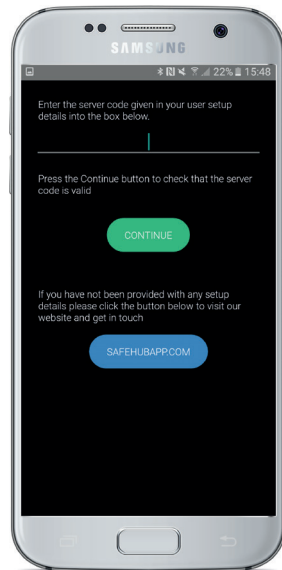 SAMSUNG
22% 15:48
Enter the server code given in your user setup
details into the box below.
Press the Continue button to check that the server
code is valid
CONTINUE
If you have not been provided with any setup
details please click the button below to visit our
website and get in touch
SAFEHUBAPP.COM